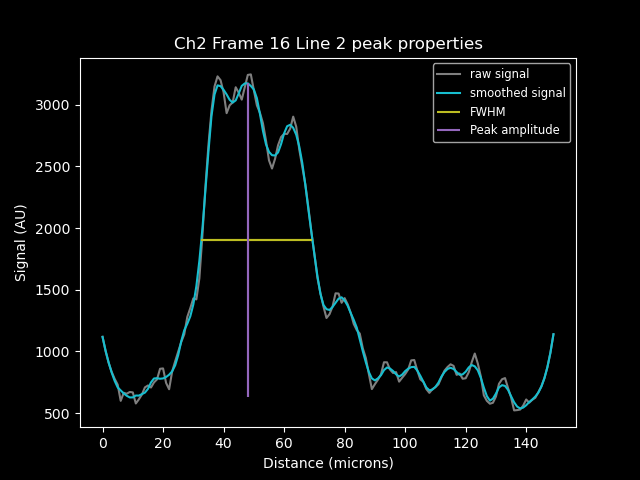 Ch2 Frame 16 Line 2 peak properties
raw signal
smoothed signal
FWHM
Peak amplitude
Signal (AU)
3000
2500
2000
1500
1000
500
0 20 40 60 80 100 120 140
Distance (microns)